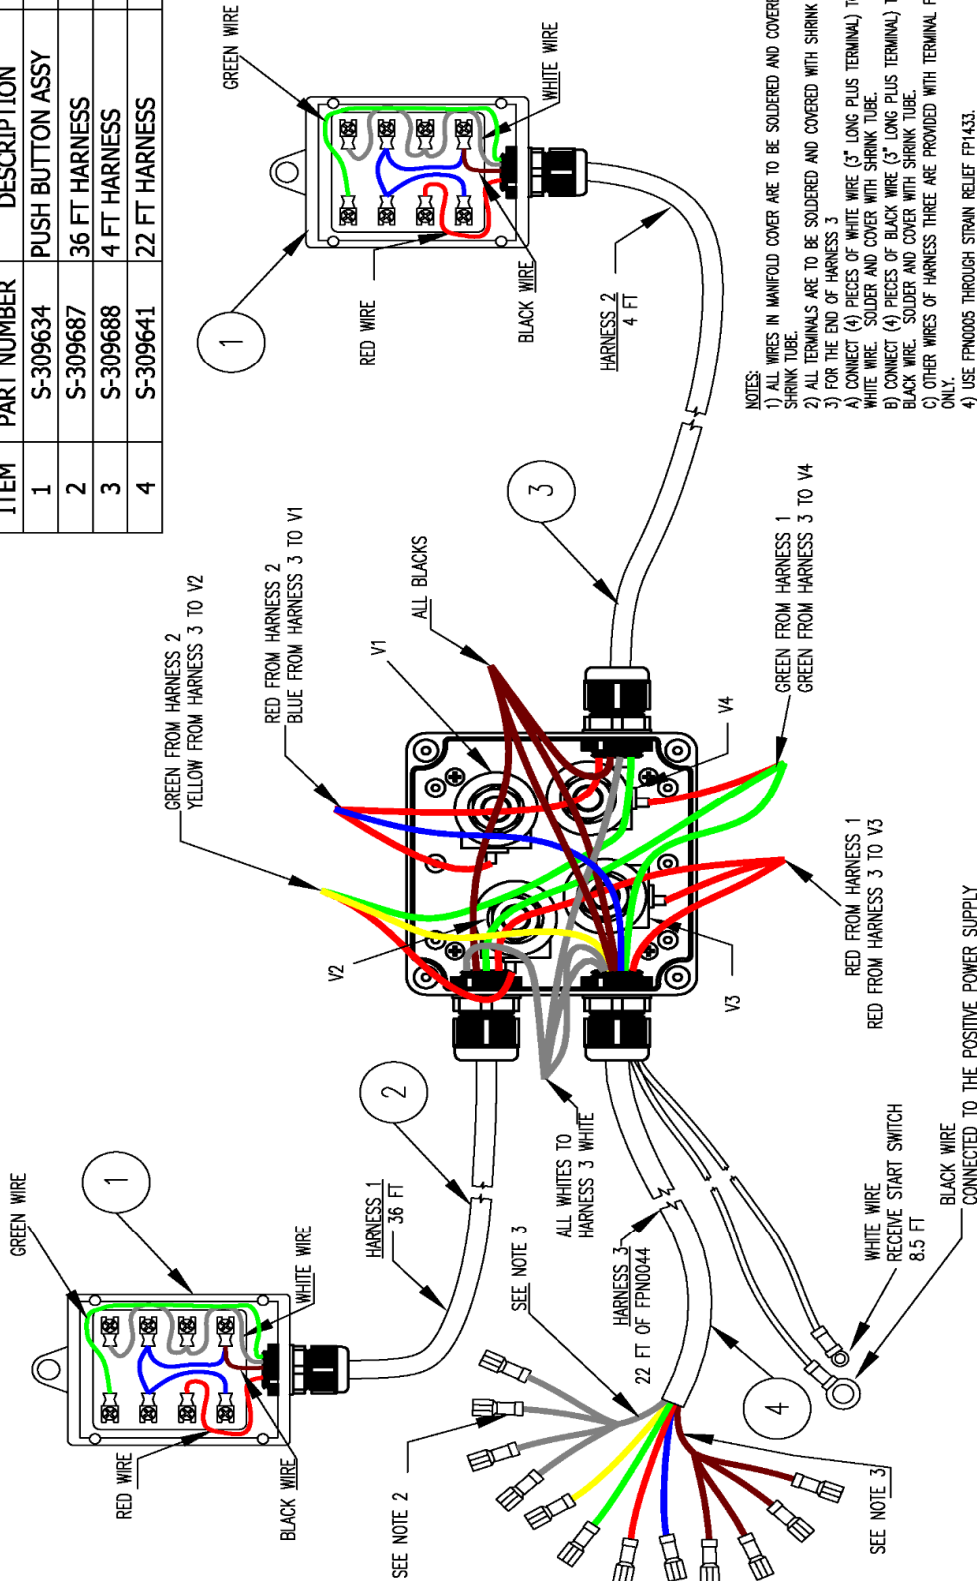 ITEM PART NUMBER DESCRIPTION
1 S-309634 PUSH BUTTON ASSY
2 S-309687 36 FT HARNESS
3 S-309688 4 FT HARNESS
4 S-309641 22 FT HARNESS
GREEN WIRE
WHITE WIRE
RED WIRE
BLACK WIRE
1
HARNESS 2
4 FT
3
NOTES:
1) ALL WIRES IN MANIFOLD COVER ARE TO BE SOLDERED AND COVERE
SHRINK TUBE.
2) ALL TERMINALS ARE TO BE SOLDERED AND COVERED WITH SHRINK
3) FOR THE END OF HARNESS 3
A) CONNECT (4) PIECES OF WHITE WIRE (3" LONG PLUS TERMINAL) T
WHITE WIRE. SOLDER AND COVER WITH SHRINK TUBE.
B) CONNECT (4) PIECES OF BLACK WIRE (3" PLUS TERMINAL) T
BLACK WIRE. SOLDER AND COVER WITH SHRINK TUBE.
C) OTHER WIRES OF HARNESS THREE ARE PROVIDED WITH TERMINAL F
ONLY.
4) USE FPN0005 THROUGH STRAIN RELIEF FP1433.
GREEN FROM HARNESS 2
YELLOW FROM HARNESS 3 TO V2
RED FROM HARNESS 2
BLUE FROM HARNESS 3 TO V1
V1
ALL BLACKS
V2
V4
V3
GREEN FROM HARNESS 1
GREEN FROM HARNESS 3 TO V4
RED FROM HARNESS 1
RED FROM HARNESS 3 TO V3
2
HARNESS 1
36 FT
ALL WHITES TO
HARNESS 3 WHITE
GREEN WIRE
1
WHITE WIRE
RED WIRE
BLACK WIRE
SEE NOTE 3
SEE NOTE 2
HARNESS 3
22 FT OF FPN0044
4
SEE NOTE 3
WHITE WIRE
RECEIVE START SWITCH
8.5 FT
BLACK WIRE
CONNECTED TO THE POSITIVE POWER SUPPLY